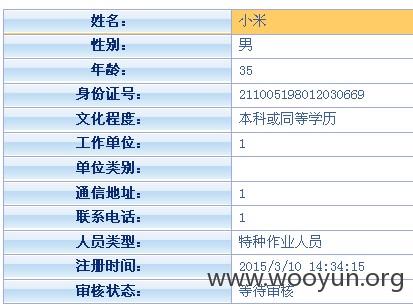 姓名： 小米
性别： 男
年龄： 35
身份证号： 211005198012030669
文化程度： 本科或同等学历
工作单位： 1
单位类别：
通信地址： 1
联系电话： 1
人员类型： 特种作业人员
注册时间： 2015/3/10 14:34:15
www.wooyun.org
审核状态： 等待审核